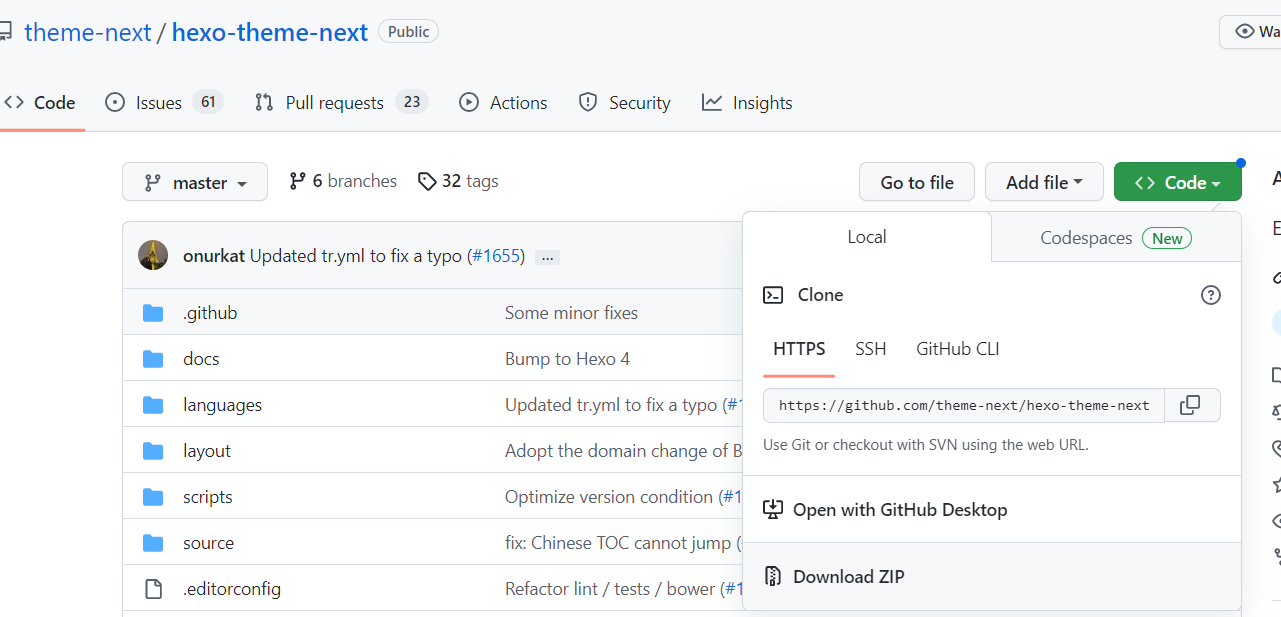 theme-next / hexo-theme-next Public
Wa
Code Issues 61 Pull requests 23 Actions Security Insights
master 6 branches 32 tags Go to file Add file Code
onurkat Updated tr.yml to fix a typo (#1655) ...
.github Some minor fixes
docs Bump to Hexo 4
languages Updated tr.yml to fix a typo (#1
layout Adopt the domain change of B
scripts Optimize version condition (#1
source fix: Chinese TOC cannot jump (
.editorconfig Refactor lint / tests / bower (#1
Local Codespaces New
Clone
HTTPS SSH GitHub CLI
https://github.com/theme-next/hexo-theme-next
Use Git or checkout with SVN using the web URL.
Open with GitHub Desktop
Download ZIP